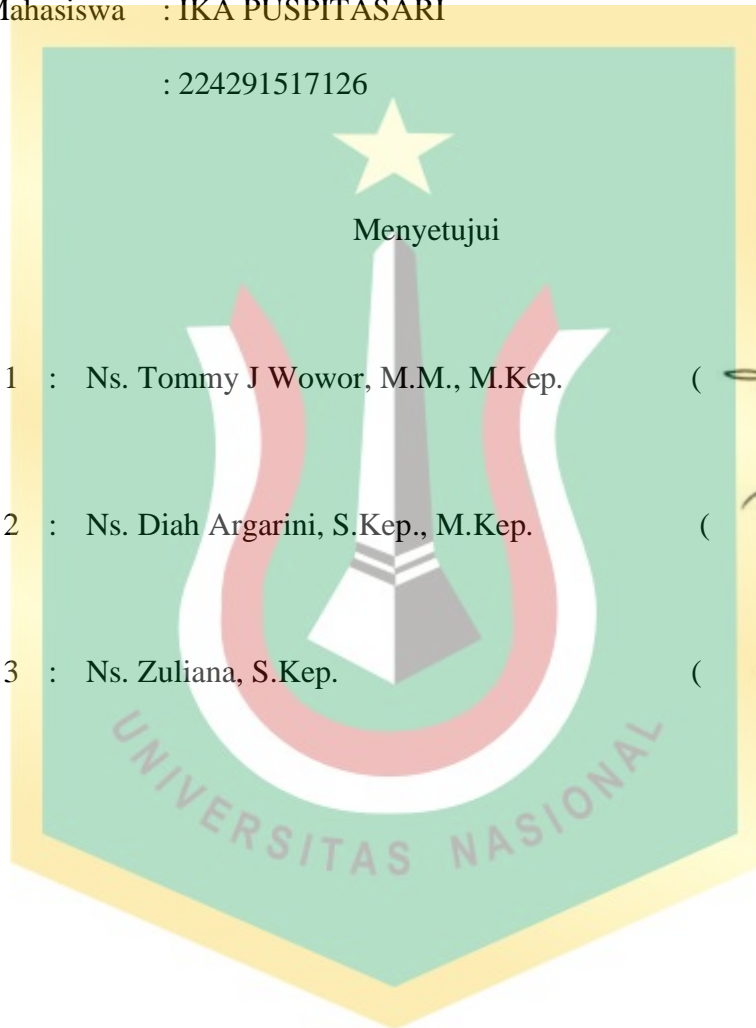 Mahasiswa : IKA PUSPITASARI
: 224291517126
Menyetujui
1 : Ns. Tommy J Wowor, M.M., M.Kep. (
2 : Ns. Diah Argarini, S.Kep., M.Kep. (
3 : Ns. Zuliana, S.Kep. (
UNIVERSITAS NASIONAL